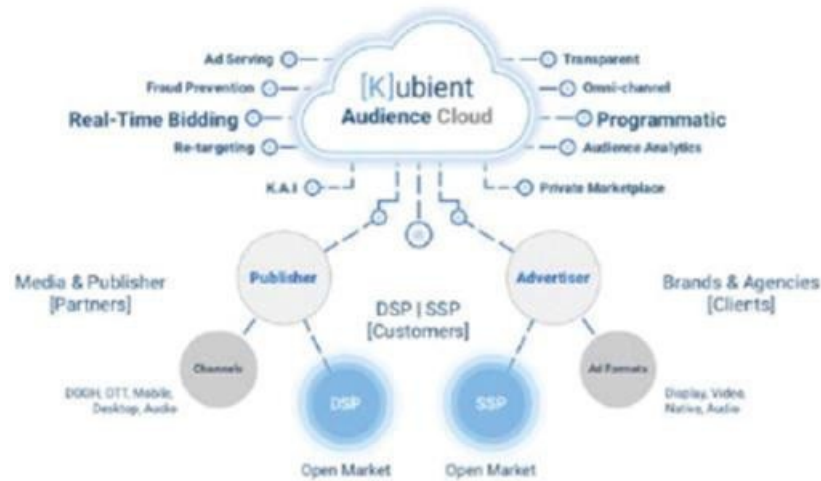 Ad Serving
Transparent
Fraud Prevention
Omni-channel
[K]ubient
Audience Cloud
Real-Time Bidding
Programmatic
Re-targeting
Audience Analytics
K.A.I
Private Marketplace
Publisher
Advertiser
Media & Publisher
[Partners]
Brands & Agencies
[Clients]
DSP | SSP
[Customers]
Channels
Ad Formats
DOOH, OTT, Mobile,
Desktop, Audio
DSP
SSP
Display, Video,
Native, Audio
Open Market
Open Market